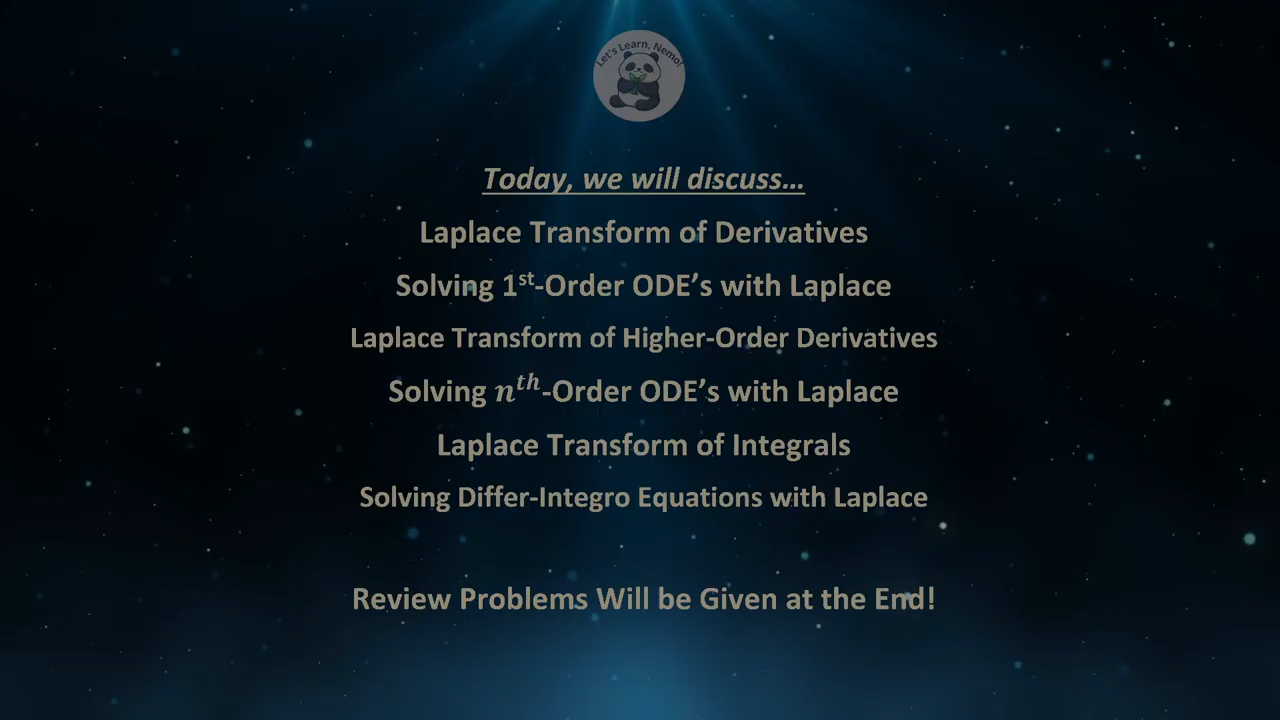 Let's Learn, Nemo!
Today, we will discuss...
Laplace Transform of Derivatives
Solving 1st-Order ODE's with Laplace
Laplace Transform of Higher-Order Derivatives
Solving nth-Order ODE's with Laplace
Laplace Transform of Integrals
Solving Differ-Integro Equations with Laplace
Review Problems Will be Given at the End!